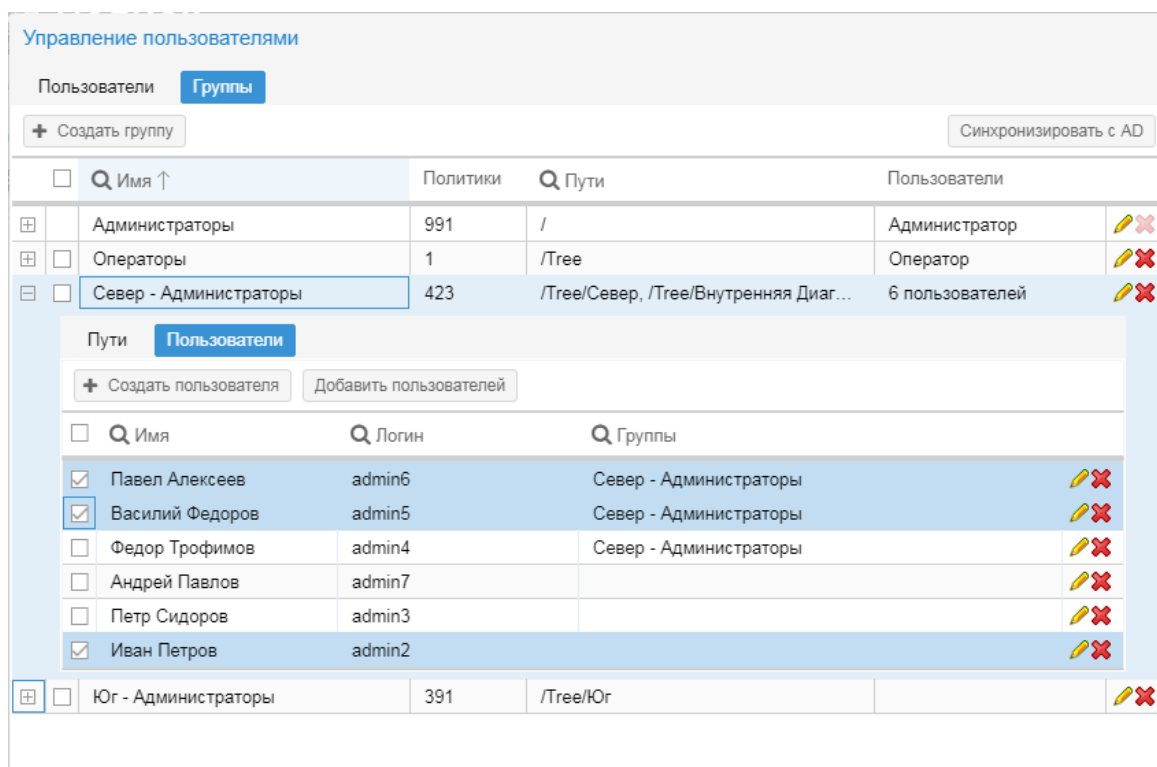 Управление пользователями
Пользователи Группы
+ Создать группу Синхронизировать с AD
Имя ↑ Политики Пути Пользователи
Администраторы 991 / Администратор
Операторы 1 /Tree Оператор
Север - Администраторы 423 /Tree/Север, /Tree/Внутренняя Диаг... 6 пользователей
Пути Пользователи
+ Создать пользователя Добавить пользователей
Имя Логин Группы
Павел Алексеев admin6 Север - Администраторы
Василий Федоров admin5 Север - Администраторы
Федор Трофимов admin4 Север - Администраторы
Андрей Павлов admin7
Петр Сидоров admin3
Иван Петров admin2
Юг - Администраторы 391 /Tree/Юг